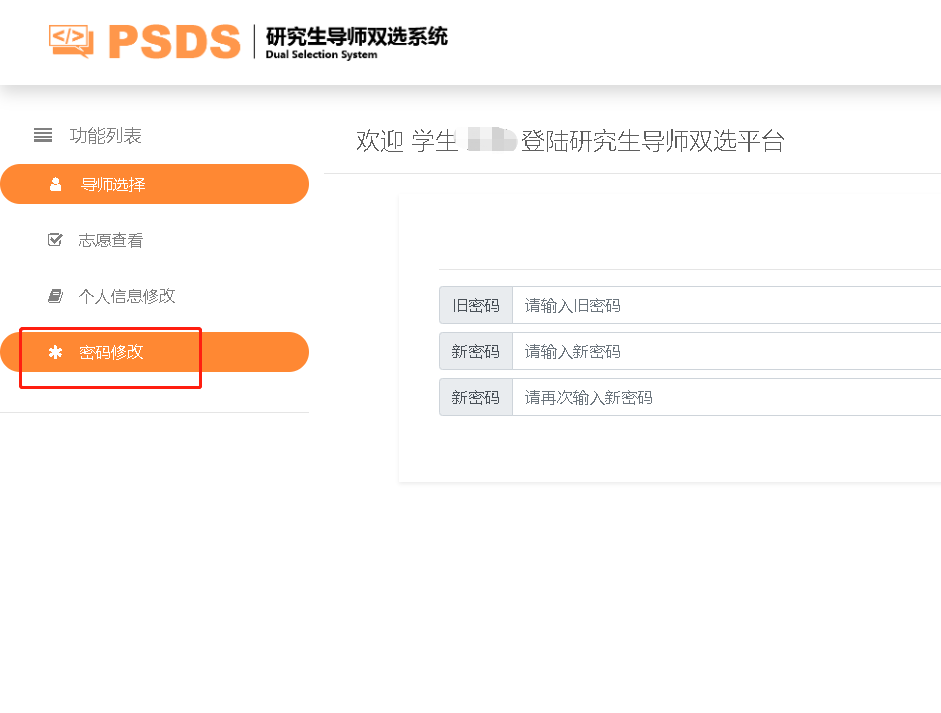 </> PSDS 研究生导师双选系统
Dual Selection System
功能列表
导师选择
志愿查看
个人信息修改
密码修改
欢迎 学生 登陆研究生导师双选平台
旧密码 请输入旧密码
新密码 请输入新密码
新密码 请再次输入新密码